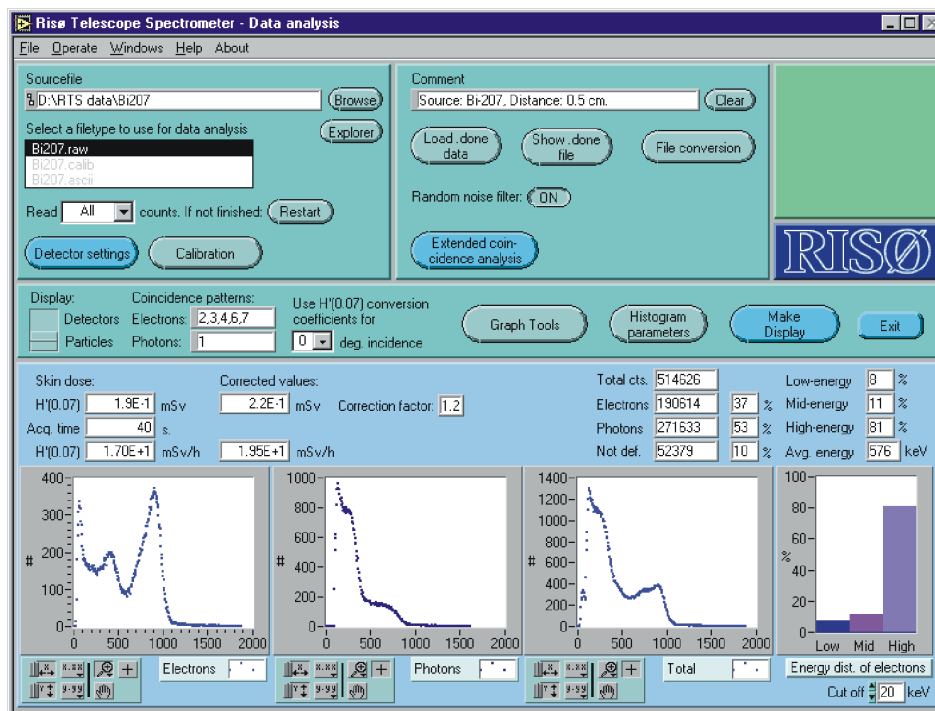 Risø Telescope Spectrometer - Data analysis
File Operate Windows Help About
Sourcefile
D:\RTS data\Bi207
Browse
Select a filetype to use for data analysis
Explorer
Bi207.raw
Bi207.calib
Bi207.ascii
Read All counts. If not finished: Restart
Detector settings Calibration
Comment
Source: Bi-207, Distance: 0.5 cm.
Clear
Load .done
data
Show .done
file
File conversion
Random noise filter: ON
Extended coin-
cidence analysis
RISØ
Display:
Detectors
Particles
Coincidence patterns:
Electrons: 2,3,4,6,7
Photons: 1
Use H'(0.07) conversion
coefficients for
0 deg. incidence
Graph Tools
Histogram
parameters
Make
Display
Exit
Skin dose: Corrected values:
H'(0.07) 1.9E-1 mSv 2.2E-1 mSv Correction factor: 1.2
Acq. time 40 s.
H'(0.07) 1.70E+1 mSv/h 1.95E+1 mSv/h
Total cts. 514626
Electrons 190614 37 %
Photons 271633 53 %
Not def. 52379 10 %
Low-energy 8 %
Mid-energy 11 %
High-energy 81 %
Avg. energy 576 keV
400
300
200
100
0
#
0 500 1000 1500 2000
Electrons
1000
800
600
400
200
0
#
0 500 1000 1500 2000
Photons
1400
1200
1000
800
600
400
200
0
#
0 500 1000 1500 2000
Total
100
80
60
40
20
0
%
Low Mid High
Energy dist. of electrons
Cut off 20 keV